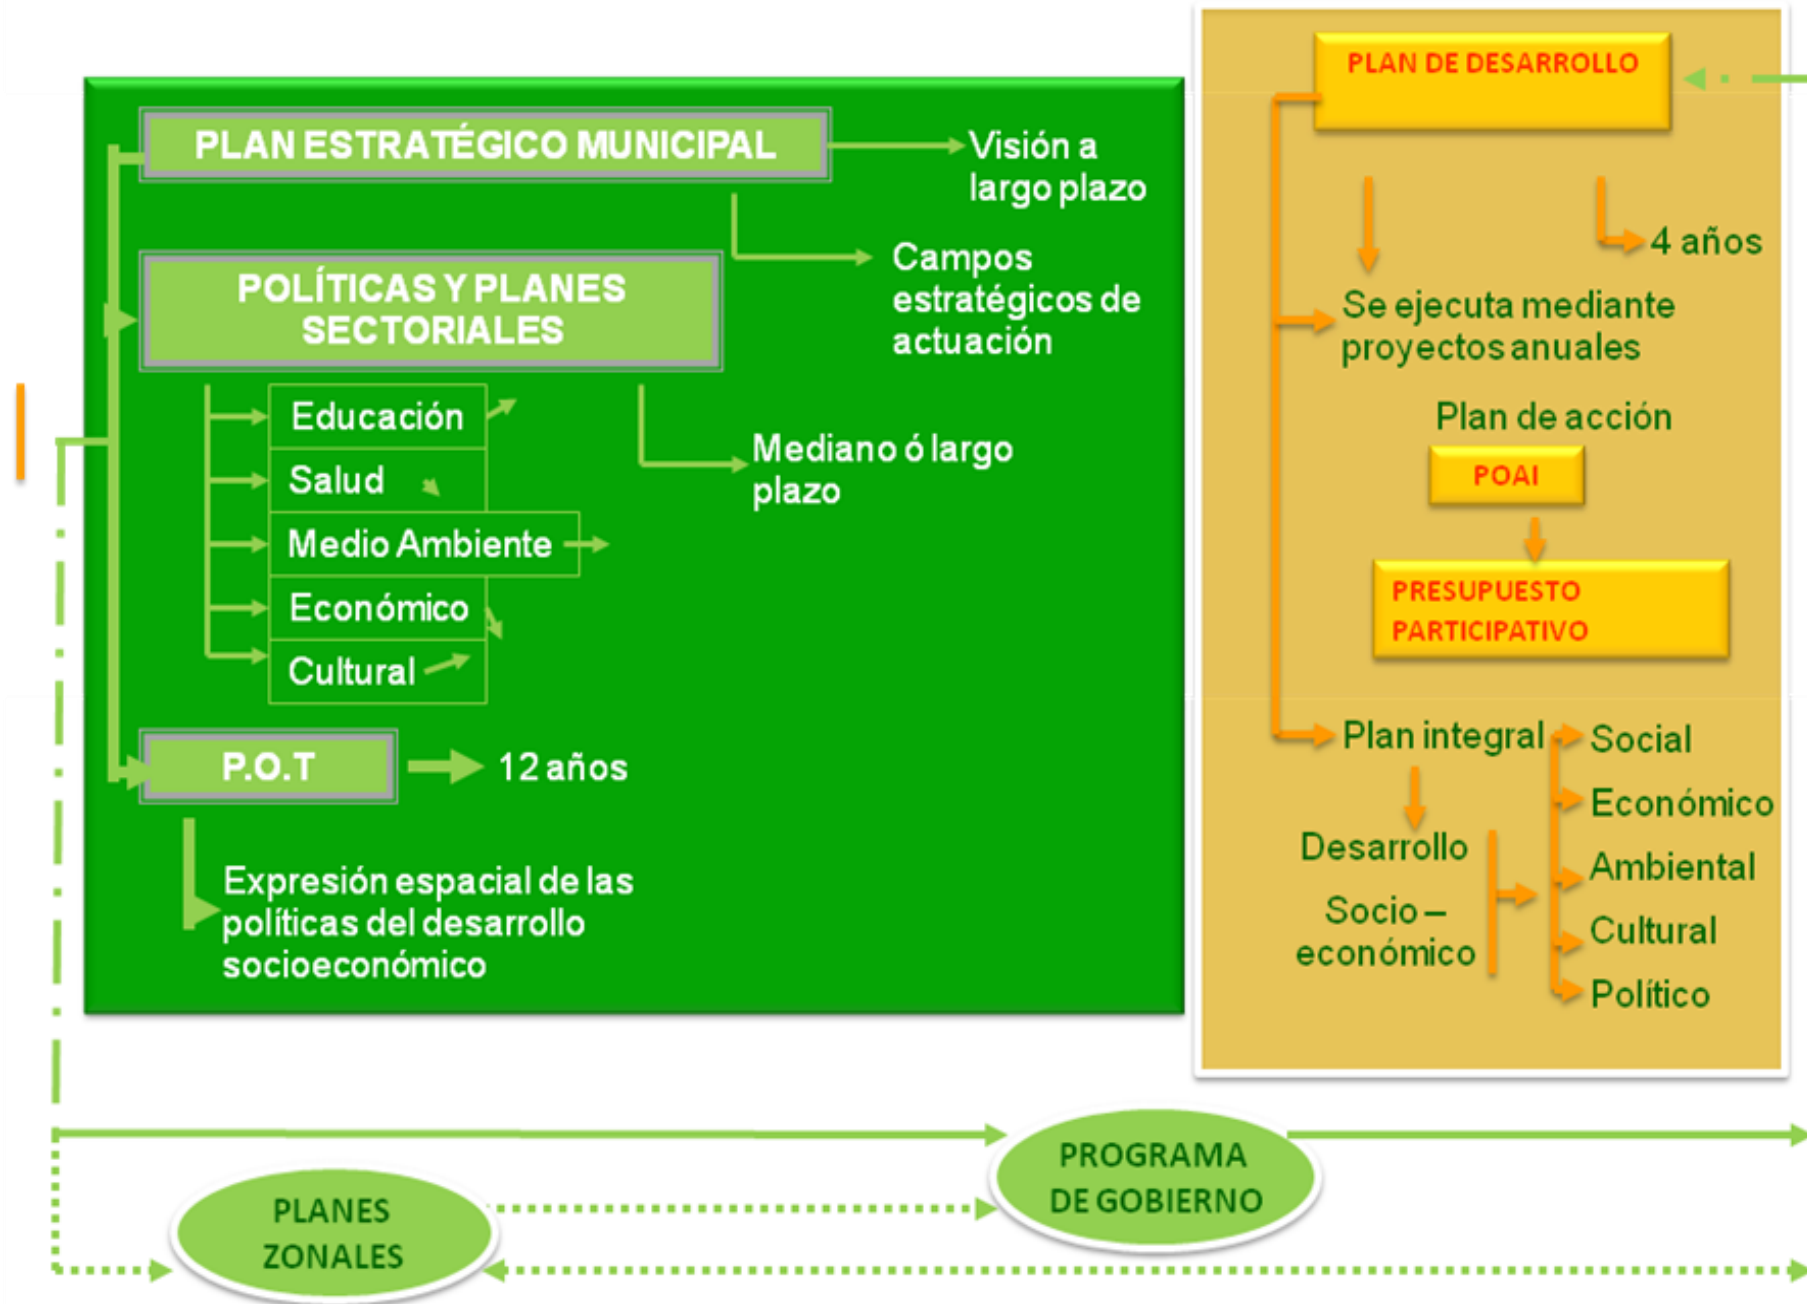 PLAN ESTRATÉGICO MUNICIPAL
Visión a
largo plazo
Campos
estratégicos de
actuación
POLÍTICAS Y PLANES
SECTORIALES
Educación
Salud
Medio Ambiente
Económico
Cultural
Mediano ó largo
plazo
P.O.T
12 años
Expresión espacial de las
políticas del desarrollo
socioeconómico
PLAN DE DESARROLLO
4 años
Se ejecuta mediante
proyectos anuales
Plan de acción
POAI
PRESUPUESTO
PARTICIPATIVO
Plan integral
Desarrollo
Socio –
económico
Social
Económico
Ambiental
Cultural
Político
PROGRAMA
DE GOBIERNO
PLANES
ZONALES